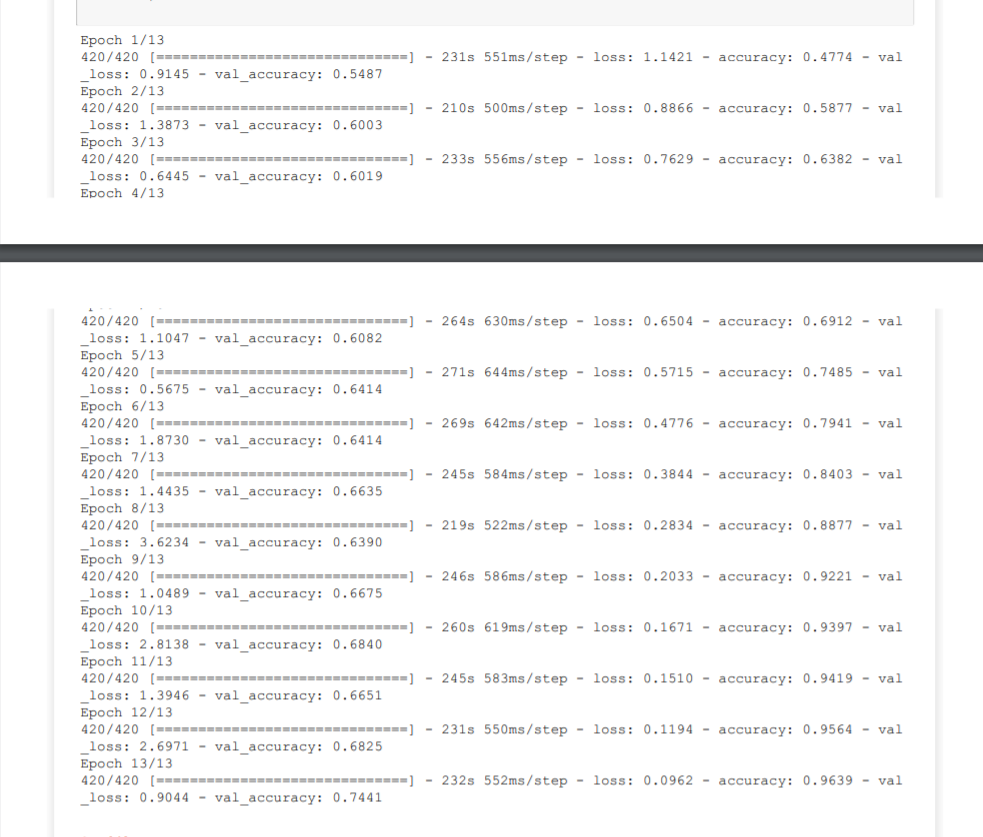 Epoch 1/13
420/420 [==============================] - 231s 551ms/step - loss: 1.1421 - accuracy: 0.4774 - val
_loss: 0.9145 - val_accuracy: 0.5487
Epoch 2/13
420/420 [==============================] - 210s 500ms/step - loss: 0.8866 - accuracy: 0.5877 - val
_loss: 1.3873 - val_accuracy: 0.6003
Epoch 3/13
420/420 [==============================] - 233s 556ms/step - loss: 0.7629 - accuracy: 0.6382 - val
_loss: 0.6445 - val_accuracy: 0.6019
Epoch 4/13
420/420 [==============================] - 264s 630ms/step - loss: 0.6504 - accuracy: 0.6912 - val
_loss: 1.1047 - val_accuracy: 0.6082
Epoch 5/13
420/420 [==============================] - 271s 644ms/step - loss: 0.5715 - accuracy: 0.7485 - val
_loss: 0.5675 - val_accuracy: 0.6414
Epoch 6/13
420/420 [==============================] - 269s 642ms/step - loss: 0.4776 - accuracy: 0.7941 - val
_loss: 1.8730 - val_accuracy: 0.6414
Epoch 7/13
420/420 [==============================] - 245s 584ms/step - loss: 0.3844 - accuracy: 0.8403 - val
_loss: 1.4435 - val_accuracy: 0.6635
Epoch 8/13
420/420 [==============================] - 219s 522ms/step - loss: 0.2834 - accuracy: 0.8877 - val
_loss: 3.6234 - val_accuracy: 0.6390
Epoch 9/13
420/420 [==============================] - 246s 586ms/step - loss: 0.2033 - accuracy: 0.9221 - val
_loss: 1.0489 - val_accuracy: 0.6675
Epoch 10/13
420/420 [==============================] - 260s 619ms/step - loss: 0.1671 - accuracy: 0.9397 - val
_loss: 2.8138 - val_accuracy: 0.6840
Epoch 11/13
420/420 [==============================] - 245s 583ms/step - loss: 0.1510 - accuracy: 0.9419 - val
_loss: 1.3946 - val_accuracy: 0.6651
Epoch 12/13
420/420 [==============================] - 231s 550ms/step - loss: 0.1194 - accuracy: 0.9564 - val
_loss: 2.6971 - val_accuracy: 0.6825
Epoch 13/13
420/420 [==============================] - 232s 552ms/step - loss: 0.0962 - accuracy: 0.9639 - val
_loss: 0.9044 - val_accuracy: 0.7441